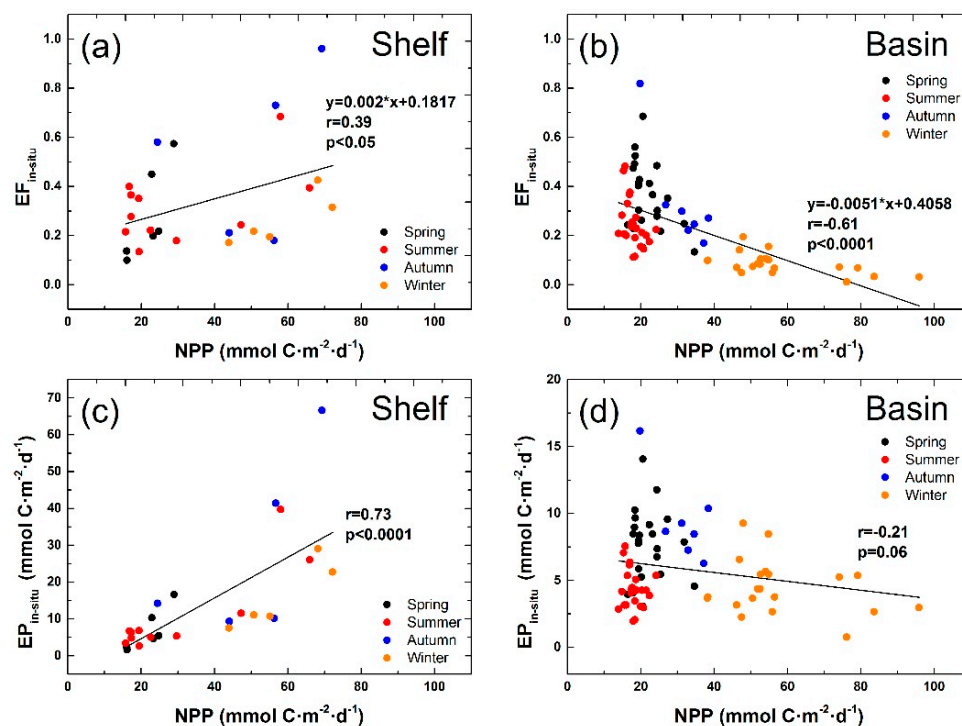 (a) Shelf
1.0
0.8
0.6
0.4
0.2
0.0
EFin-situ
y=0.002*x+0.1817
r=0.39
p<0.05
Spring
Summer
Autumn
Winter
0 20 40 60 80 100
NPP (mmol C·m-2·d-1)
(b) Basin
1.0
0.8
0.6
0.4
0.2
0.0
EFin-situ
Spring
Summer
Autumn
Winter
y=-0.0051*x+0.4058
r=-0.61
p<0.0001
0 20 40 60 80 100
NPP (mmol C·m-2·d-1)
(c) Shelf
70
60
50
40
30
20
10
0
EPin-situ (mmol C·m-2·d-1)
r=0.73
p<0.0001
Spring
Summer
Autumn
Winter
0 20 40 60 80 100
NPP (mmol C·m-2·d-1)
(d) Basin
20
15
10
5
0
EPin-situ (mmol C·m-2·d-1)
Spring
Summer
Autumn
Winter
r=-0.21
p=0.06
0 20 40 60 80 100
NPP (mmol C·m-2·d-1)